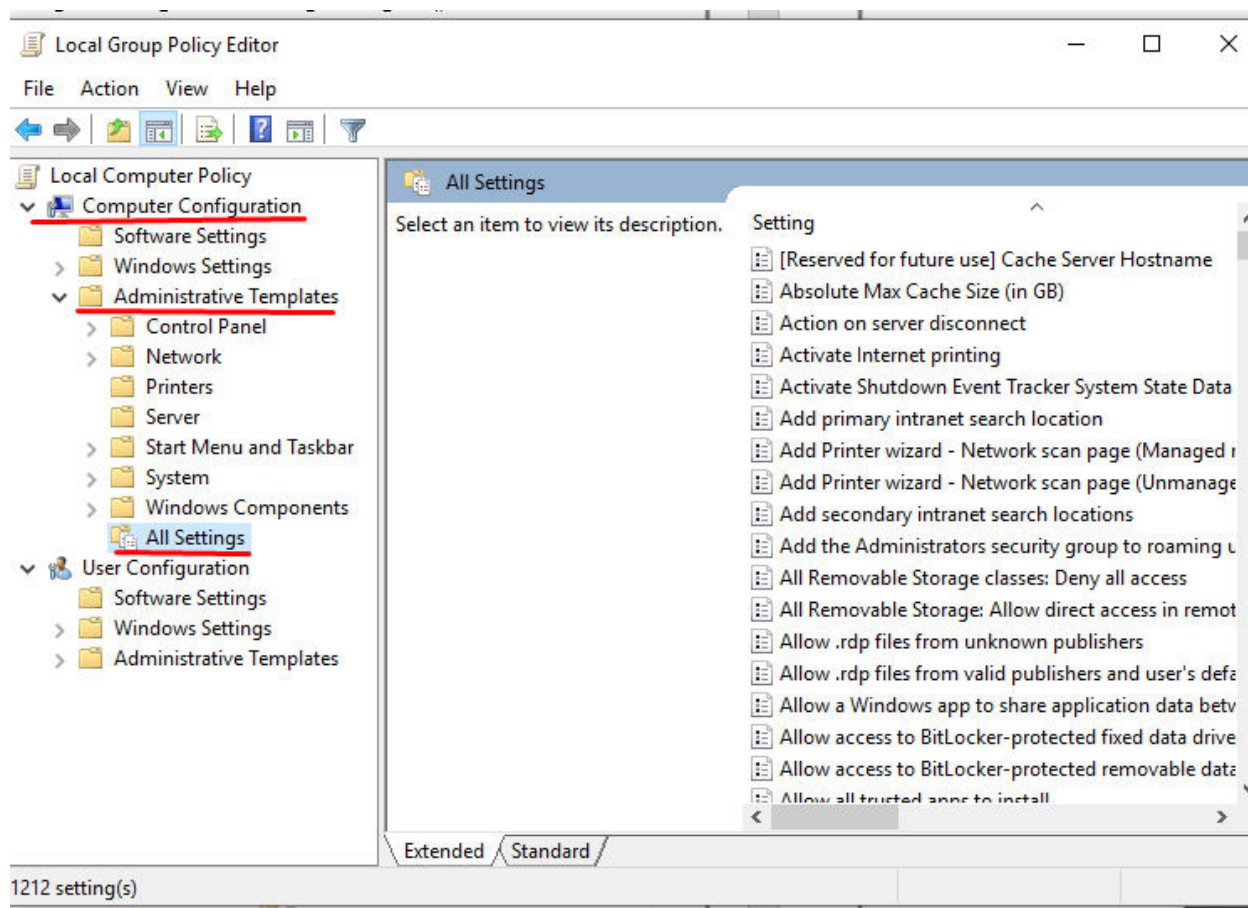 Local Group Policy Editor
File Action View Help
Local Computer Policy
Computer Configuration
Software Settings
Windows Settings
Administrative Templates
Control Panel
Network
Printers
Server
Start Menu and Taskbar
System
Windows Components
All Settings
User Configuration
Software Settings
Windows Settings
Administrative Templates
All Settings
Select an item to view its description.
Setting
[Reserved for future use] Cache Server Hostname
Absolute Max Cache Size (in GB)
Action on server disconnect
Activate Internet printing
Activate Shutdown Event Tracker System State Data
Add primary intranet search location
Add Printer wizard - Network scan page (Managed
Add Printer wizard - Network scan page (Unmanage
Add secondary intranet search locations
Add the Administrators security group to roaming
All Removable Storage classes: Deny all access
All Removable Storage: Allow direct access in remot
Allow .rdp files from unknown publishers
Allow .rdp files from valid publishers and user's defa
Allow a Windows app to share application data betw
Allow access to BitLocker-protected fixed data drive
Allow access to BitLocker-protected removable data
Allow all trusted apps to install
Extended Standard
1212 setting(s)